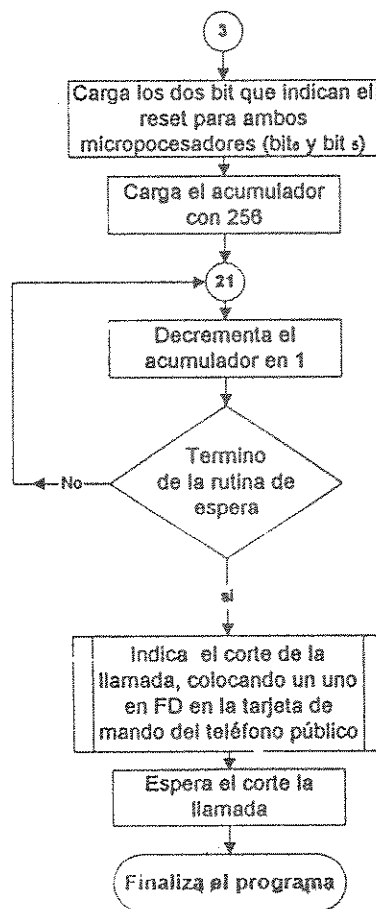 3
Carga los dos bit que indican el
reset para ambos
micropocesadores (bit₆ y bit ₅)
Carga el acumulador
con 256
21
Decrementa el
acumulador en 1
Termino
de la rutina de
espera
No
si
Indica el corte de la
llamada, colocando un uno
en FD en la tarjeta de
mando del teléfono público
Espera el corte la
llamada
Finaliza el programa